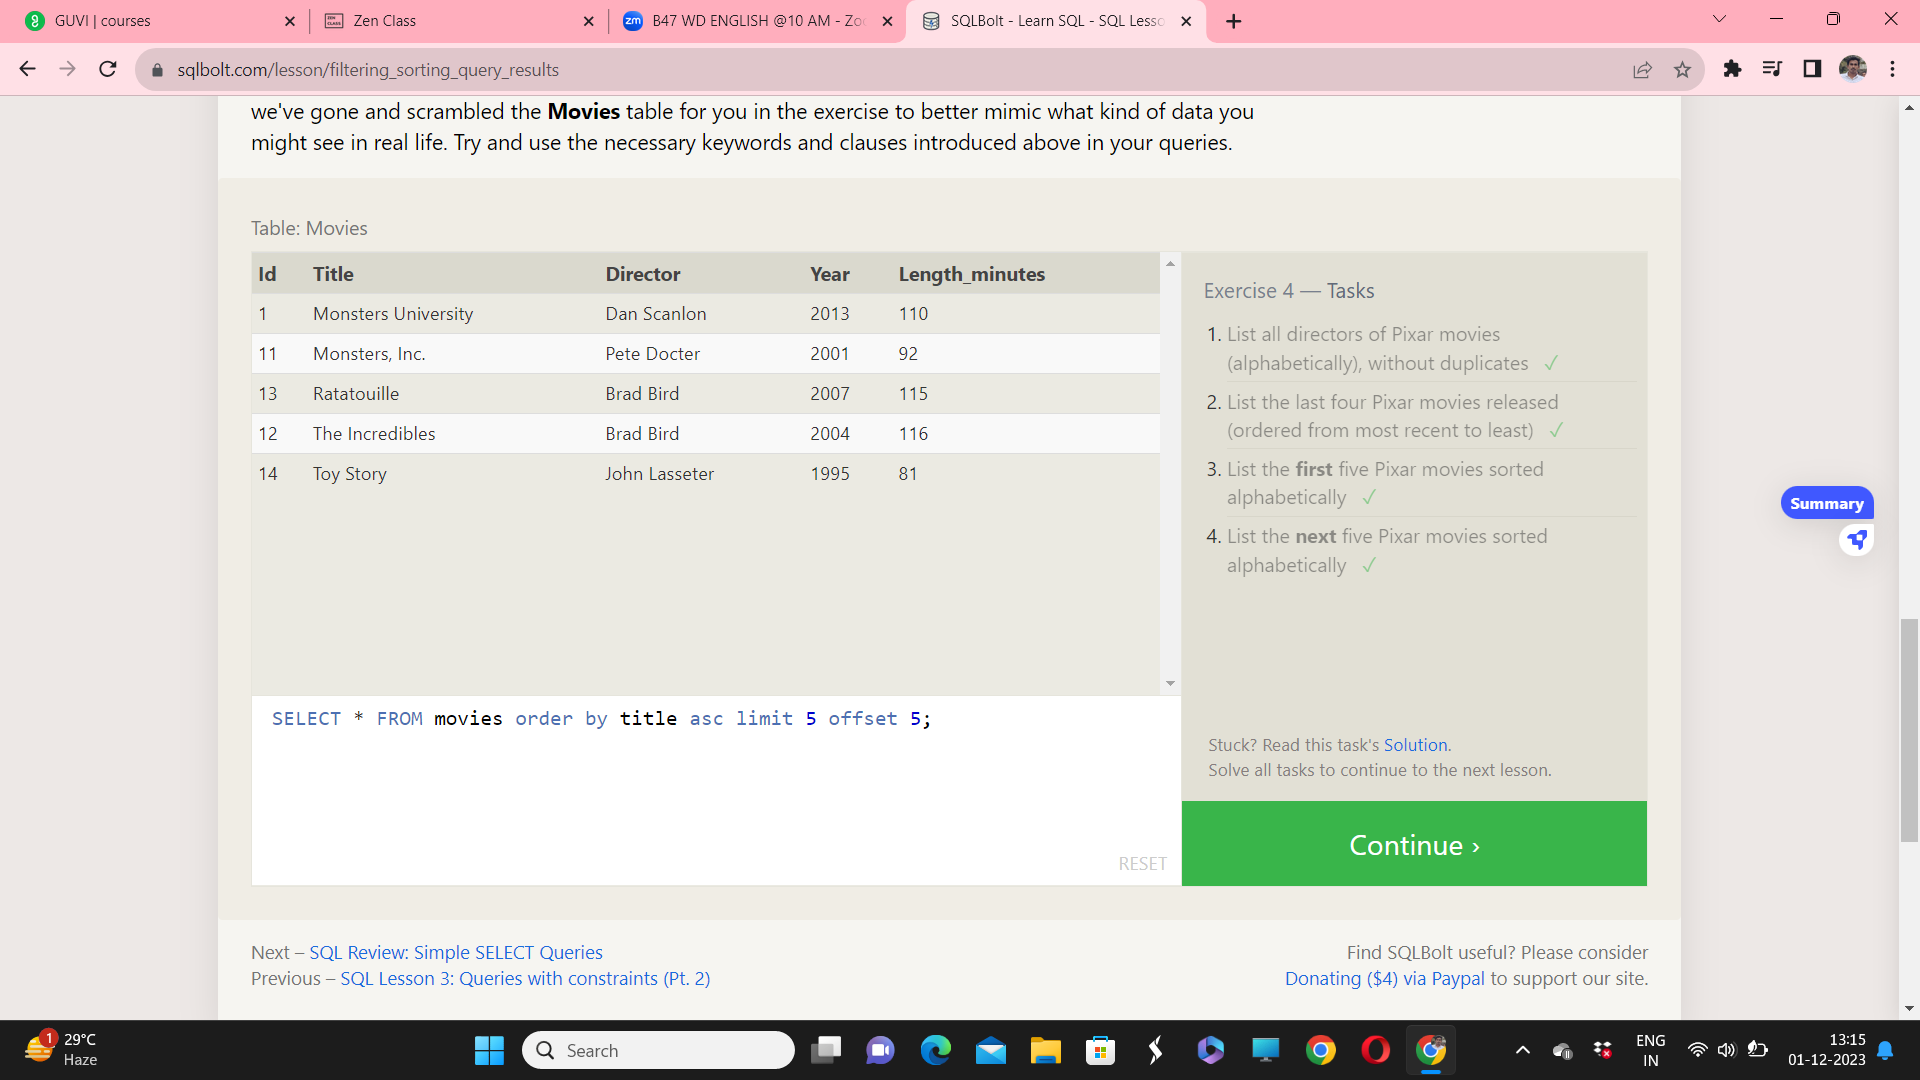 GUVI | courses
Zen Class
B47 WD ENGLISH @10 AM - Zo
SQLBolt - Learn SQL - SQL Lesso
sqlbolt.com/lesson/filtering_sorting_query_results
we've gone and scrambled the Movies table for you in the exercise to better mimic what kind of data you
might see in real life. Try and use the necessary keywords and clauses introduced above in your queries.
Table: Movies
Id Title Director Year Length_minutes
1 Monsters University Dan Scanlon 2013 110
11 Monsters, Inc. Pete Docter 2001 92
13 Ratatouille Brad Bird 2007 115
12 The Incredibles Brad Bird 2004 116
14 Toy Story John Lasseter 1995 81
SELECT * FROM movies order by title asc limit 5 offset 5;
RESET
Exercise 4 — Tasks
1. List all directors of Pixar movies
(alphabetically), without duplicates ✓
2. List the last four Pixar movies released
(ordered from most recent to least) ✓
3. List the first five Pixar movies sorted
alphabetically ✓
4. List the next five Pixar movies sorted
alphabetically ✓
Stuck? Read this task's Solution.
Solve all tasks to continue to the next lesson.
Continue ›
Summary
Next – SQL Review: Simple SELECT Queries
Previous – SQL Lesson 3: Queries with constraints (Pt. 2)
Find SQLBolt useful? Please consider
Donating ($4) via Paypal to support our site.
1
29°C
Haze
Search
ENG
IN
13:15
01-12-2023